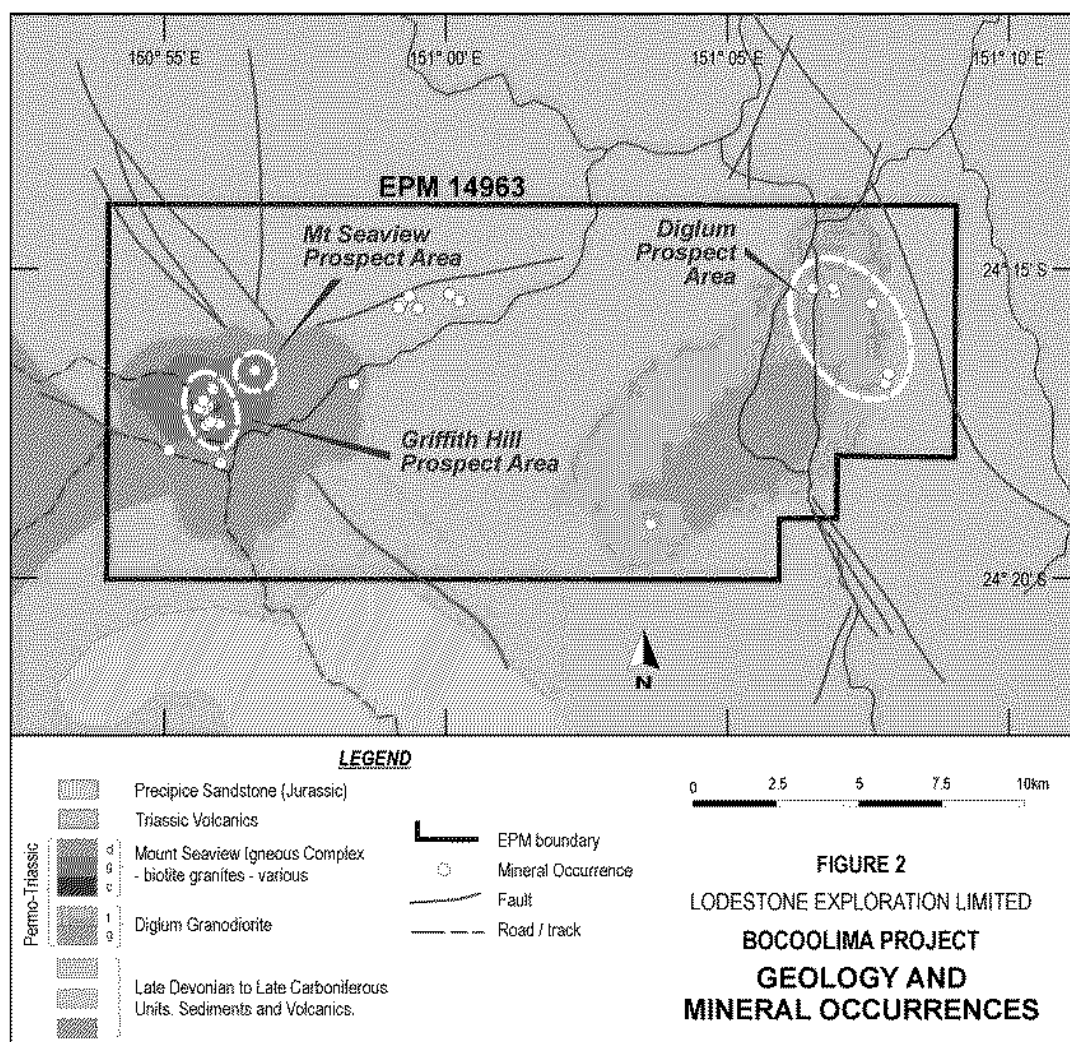 150° 55' E
151° 00' E
151° 05' E
151° 10' E
EPM 14963
Mt Seaview
Prospect Area
Diglum
Prospect
Area
24° 15' S
Griffith Hill
Prospect Area
24° 20' S
N
LEGEND
Precipice Sandstone (Jurassic)
Triassic Volcanics
Permo-Triassic
d
g
c
Mount Seaview Igneous Complex
- biotite granites - various
f
g
Diglum Granodiorite
Late Devonian to Late Carboniferous
Units. Sediments and Volcanics.
EPM boundary
Mineral Occurrence
Fault
Road / track
0 2.5 5 7.5 10km
FIGURE 2
LODESTONE EXPLORATION LIMITED
BOCOOLIMA PROJECT
GEOLOGY AND
MINERAL OCCURRENCES